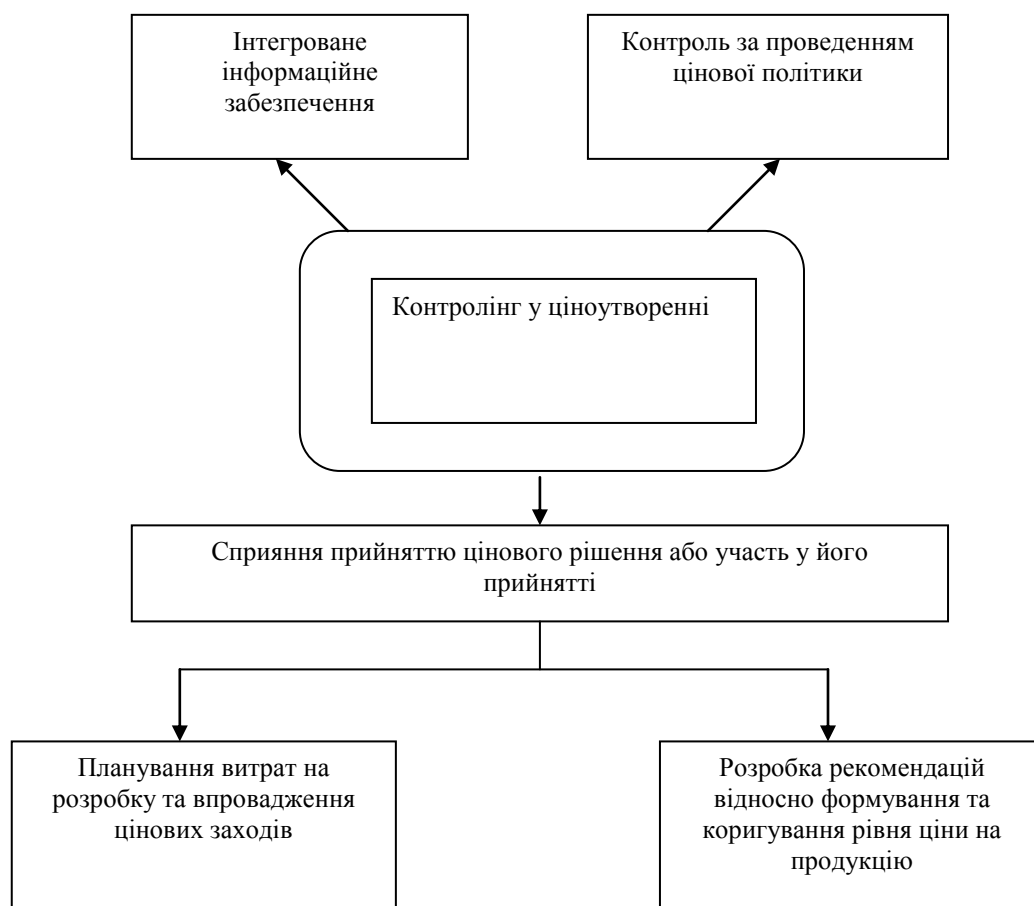 Інтегроване
інформаційне
забезпечення
Контроль за проведенням
цінової політики
Контролінг у ціноутворенні
Сприяння прийняттю цінового рішення або участь у його
прийнятті
Планування витрат на
розробку та впровадження
цінових заходів
Розробка рекомендацій
відносно формування та
коригування рівня ціни на
продукцію